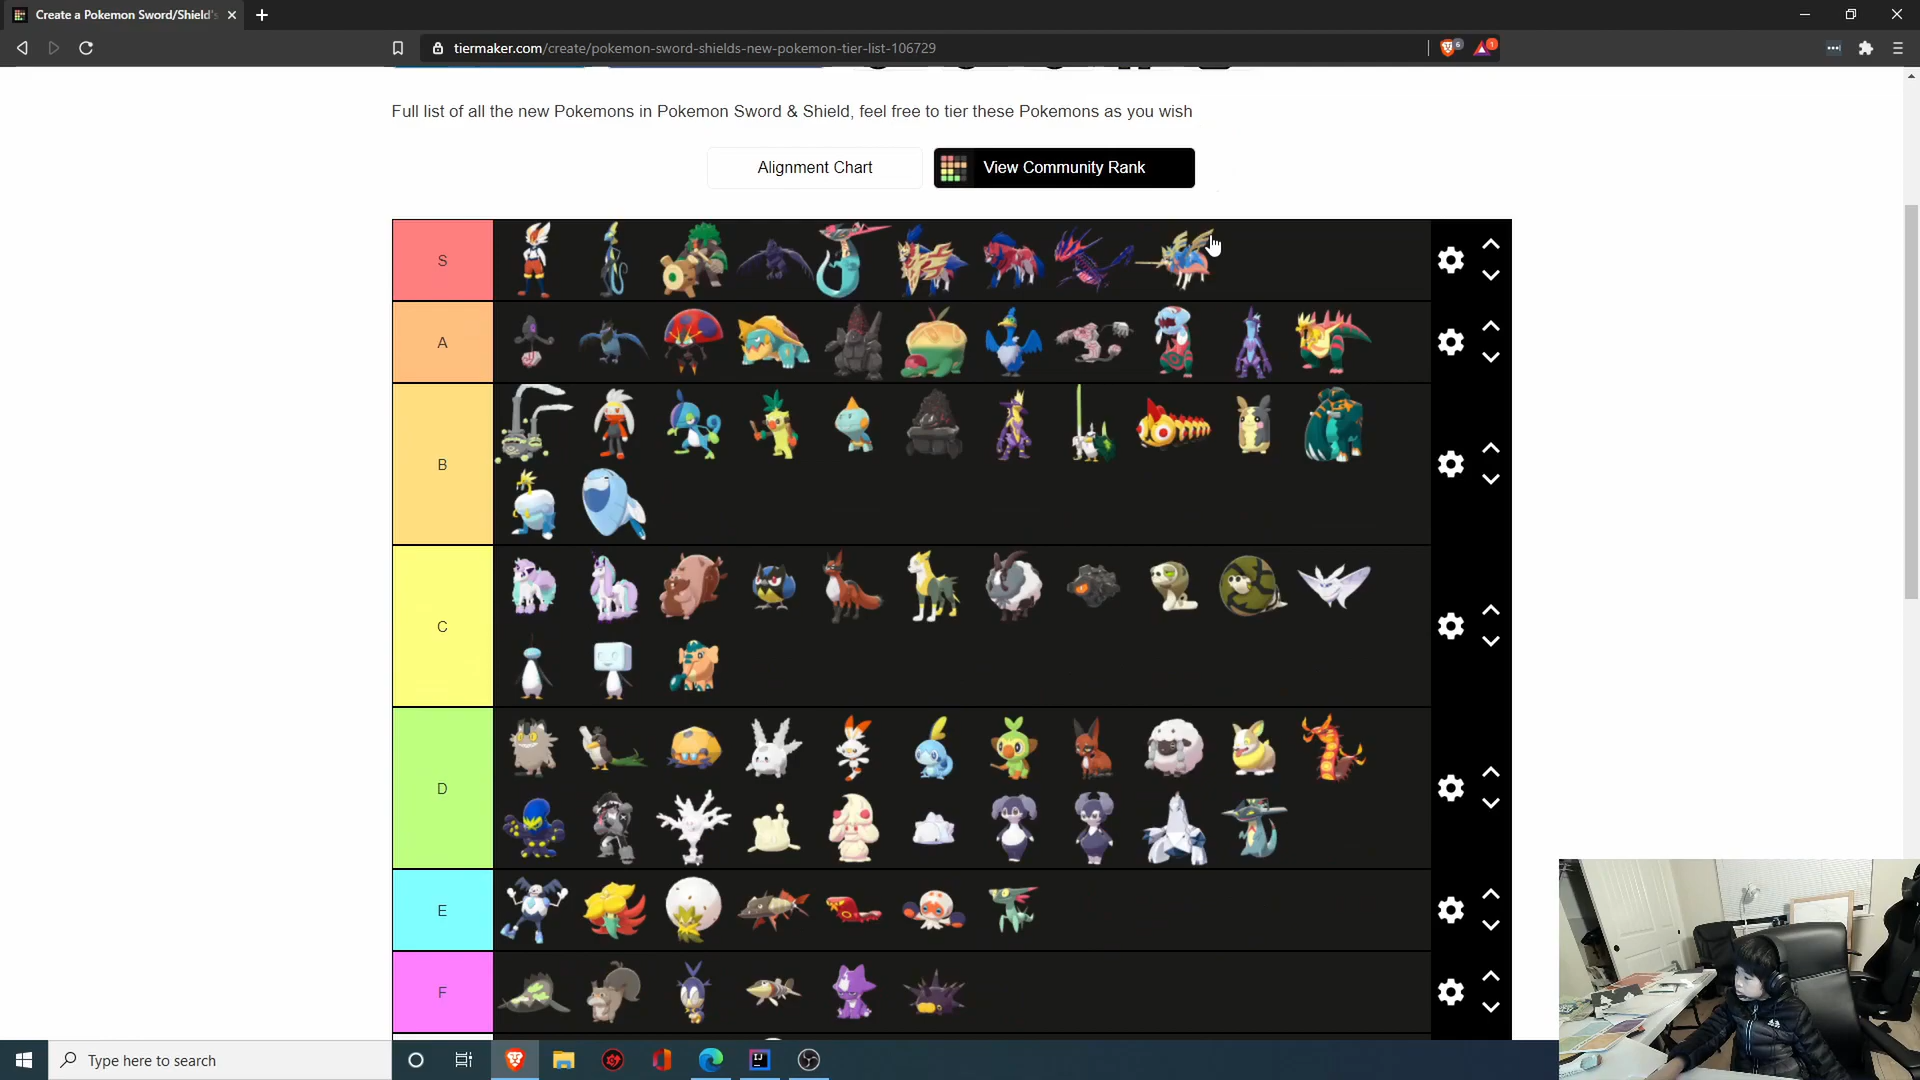 Create a Pokemon Sword/Shield's
tiermaker.com/create/pokemon-sword-shields-new-pokemon-tier-list-106729
6
1
Full list of all the new Pokemons in Pokemon Sword & Shield, feel free to tier these Pokemons as you wish
Alignment Chart
View Community Rank
S
A
B
C
D
E
F
Type here to search